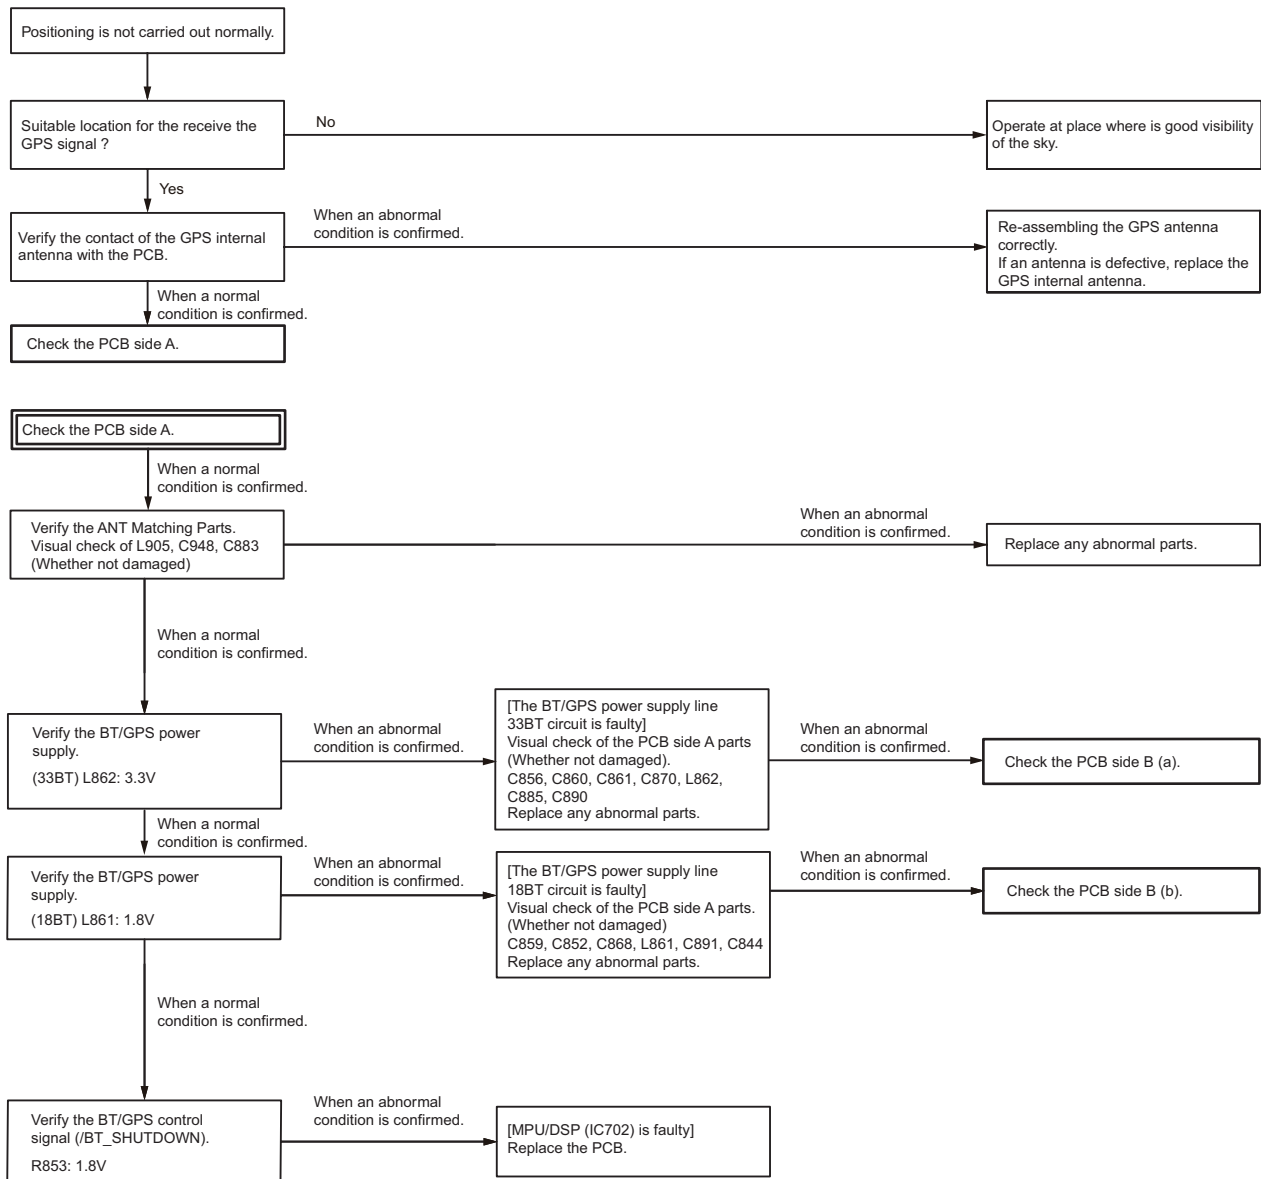 Positioning is not carried out normally.
Suitable location for the receive the
GPS signal ?
No
Operate at place where is good visibility
of the sky.
Yes
Verify the contact of the GPS internal
antenna with the PCB.
When an abnormal
condition is confirmed.
Re-assembling the GPS antenna
correctly.
If an antenna is defective, replace the
GPS internal antenna.
When a normal
condition is confirmed.
Check the PCB side A.
Check the PCB side A.
When a normal
condition is confirmed.
Verify the ANT Matching Parts.
Visual check of L905, C948, C883
(Whether not damaged)
When an abnormal
condition is confirmed.
Replace any abnormal parts.
When a normal
condition is confirmed.
Verify the BT/GPS power
supply.
(33BT) L862: 3.3V
When an abnormal
condition is confirmed.
[The BT/GPS power supply line
33BT circuit is faulty]
Visual check of the PCB side A parts
(Whether not damaged).
C856, C860, C861, C870, L862,
C885, C890
Replace any abnormal parts.
When an abnormal
condition is confirmed.
Check the PCB side B (a).
When a normal
condition is confirmed.
Verify the BT/GPS power
supply.
(18BT) L861: 1.8V
When an abnormal
condition is confirmed.
[The BT/GPS power supply line
18BT circuit is faulty]
Visual check of the PCB side A parts.
(Whether not damaged)
C859, C852, C868, L861, C891, C844
Replace any abnormal parts.
When an abnormal
condition is confirmed.
Check the PCB side B (b).
When a normal
condition is confirmed.
Verify the BT/GPS control
signal (/BT_SHUTDOWN).
R853: 1.8V
When an abnormal
condition is confirmed.
[MPU/DSP (IC702) is faulty]
Replace the PCB.